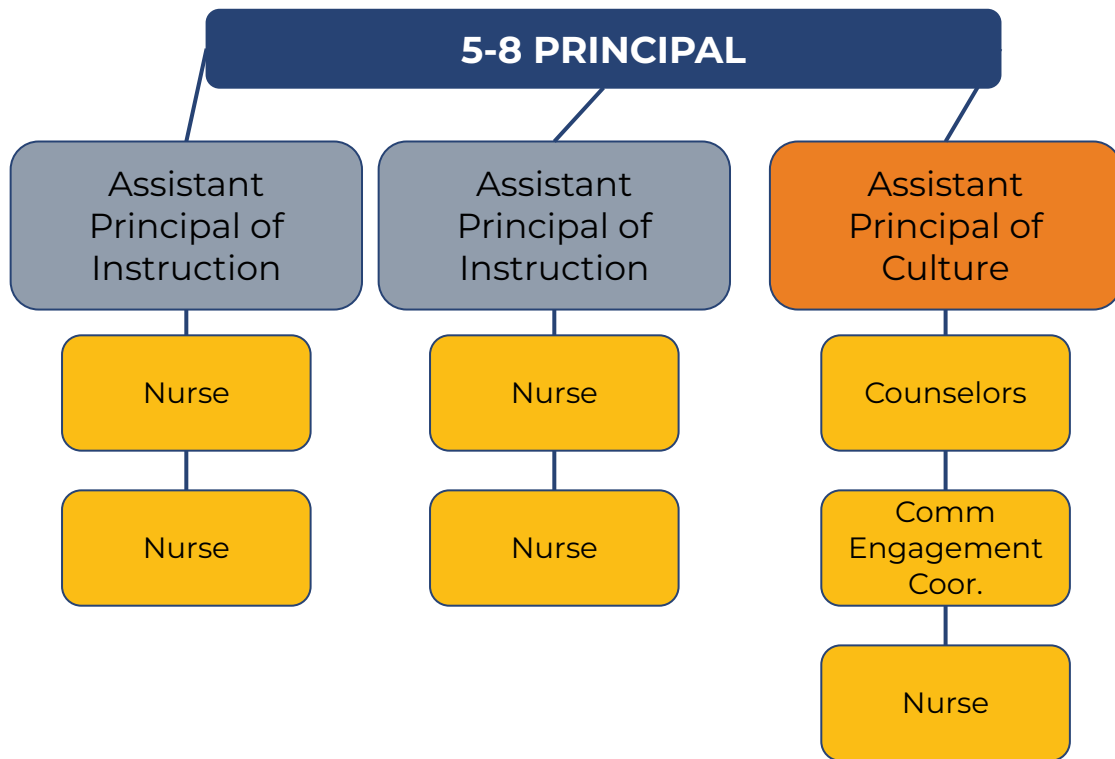 5-8 PRINCIPAL
Assistant
Principal of
Instruction
Assistant
Principal of
Instruction
Assistant
Principal of
Culture
Nurse
Nurse
Counselors
Nurse
Nurse
Comm
Engagement
Coor.
Nurse